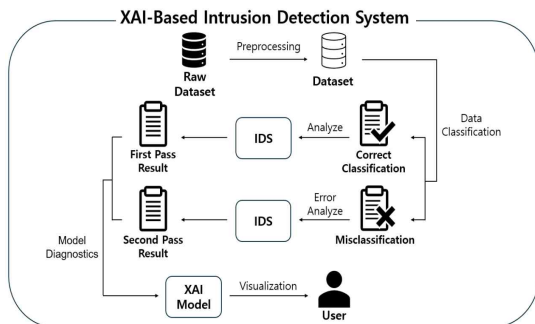 XAI-Based Intrusion Detection System
Preprocessing
Raw
Dataset
Dataset
Data
Classification
First Pass
Result
IDS
Analyze
Correct
Classification
Second Pass
Result
IDS
Error
Analyze
Misclassification
Model
Diagnostics
XAI
Model
Visualization
User